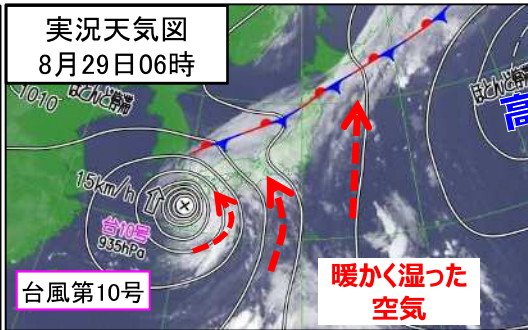 実況天気図
8月29日06時
1010
ほとんど停滞
ほとんど停滞
高
15km/h
台10号
935hPa
台風第10号
暖かく湿った
空気